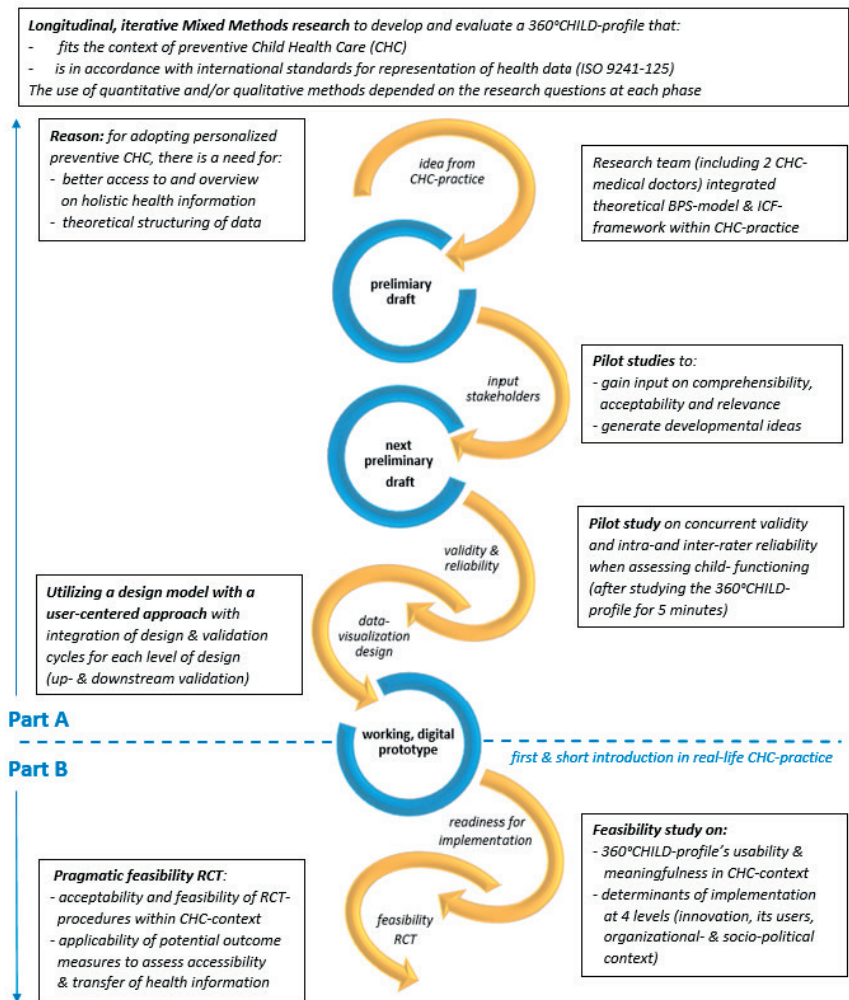 Longitudinal, iterative Mixed Methods research to develop and evaluate a 360°CHILD-profile that:
- fits the context of preventive Child Health Care (CHC)
- is in accordance with international standards for representation of health data (ISO 9241-125)
The use of quantitative and/or qualitative methods depended on the research questions at each phase
Reason: for adopting personalized
preventive CHC, there is a need for:
- better access to and overview
on holistic health information
- theoretical structuring of data
idea from
CHC-practice
Research team (including 2 CHC-
medical doctors) integrated
theoretical BPS-model & ICF-
framework within CHC-practice
prelimiary
draft
input
stakeholders
Pilot studies to:
- gain input on comprehensibility,
acceptability and relevance
- generate developmental ideas
next
preliminary
draft
validity &
reliability
Pilot study on concurrent validity
and intra-and inter-rater reliability
when assessing child- functioning
(after studying the 360°CHILD-
profile for 5 minutes)
Utilizing a design model with a
user-centered approach with
integration of design & validation
cycles for each level of design
(up- & downstream validation)
data-
visualization
design
Part A
working, digital
prototype
first & short introduction in real-life CHC-practice
Part B
readiness for
implementation
Feasibility study on:
- 360°CHILD-profile's usability &
meaningfulness in CHC-context
- determinants of implementation
at 4 levels (innovation, its users,
organizational- & socio-political
context)
Pragmatic feasibility RCT:
- acceptability and feasibility of RCT-
procedures within CHC-context
- applicability of potential outcome
measures to assess accessibility
& transfer of health information
feasibility
RCT